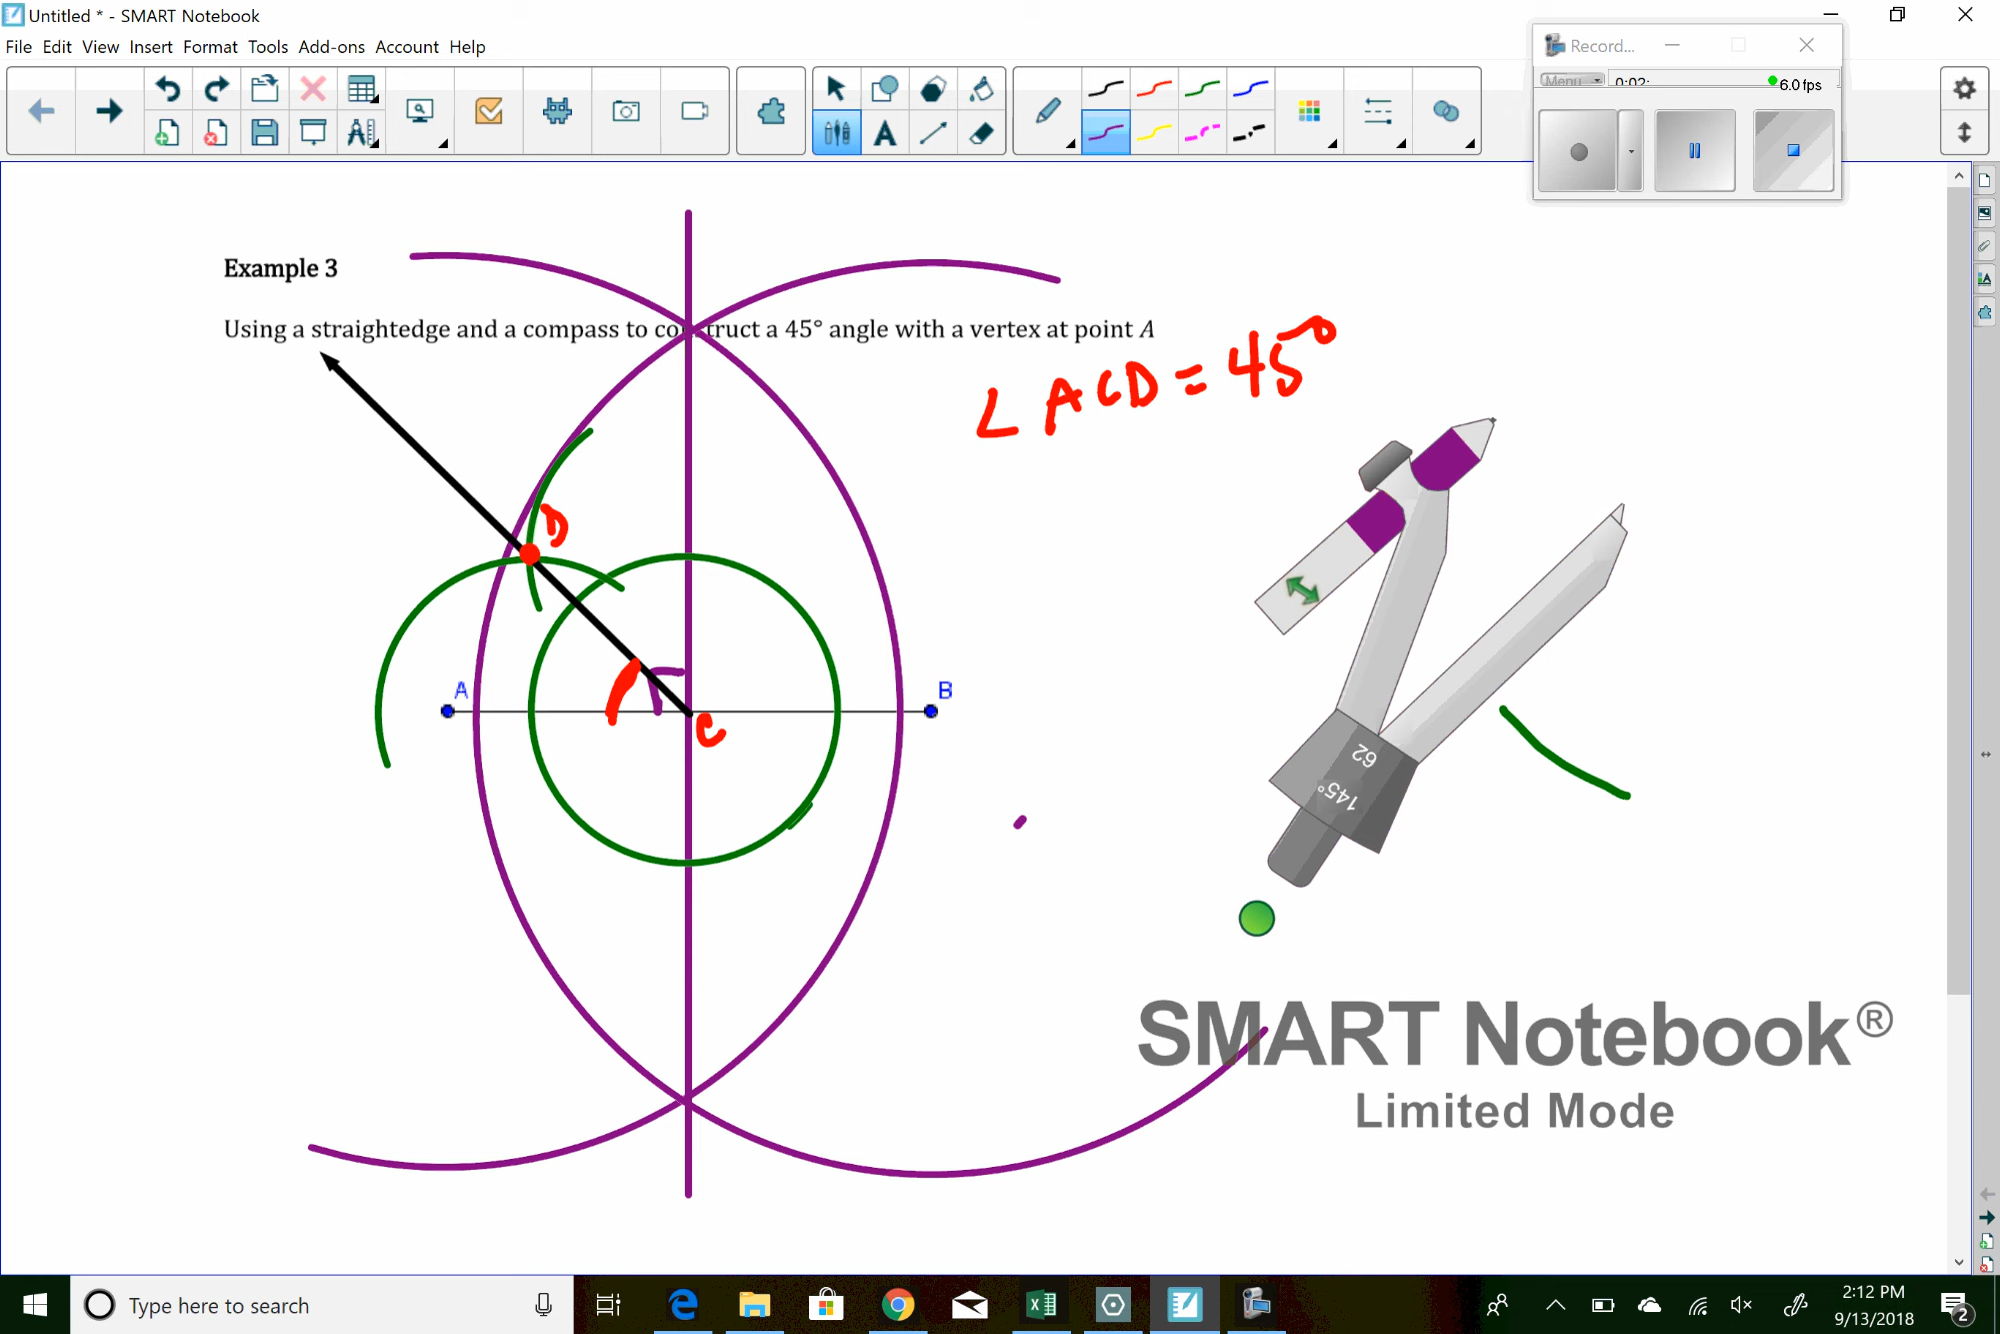 Untitled * - SMART Notebook
File Edit View Insert Format Tools Add-ons Account Help
Record...
Menu
0:02:
6.0 fps
A
Example 3
Using a straightedge and a compass to construct a 45° angle with a vertex at point A
∠ ACD = 45°
D
A
B
C
62
145°
SMART Notebook®
Limited Mode
Type here to search
2:12 PM
9/13/2018
2